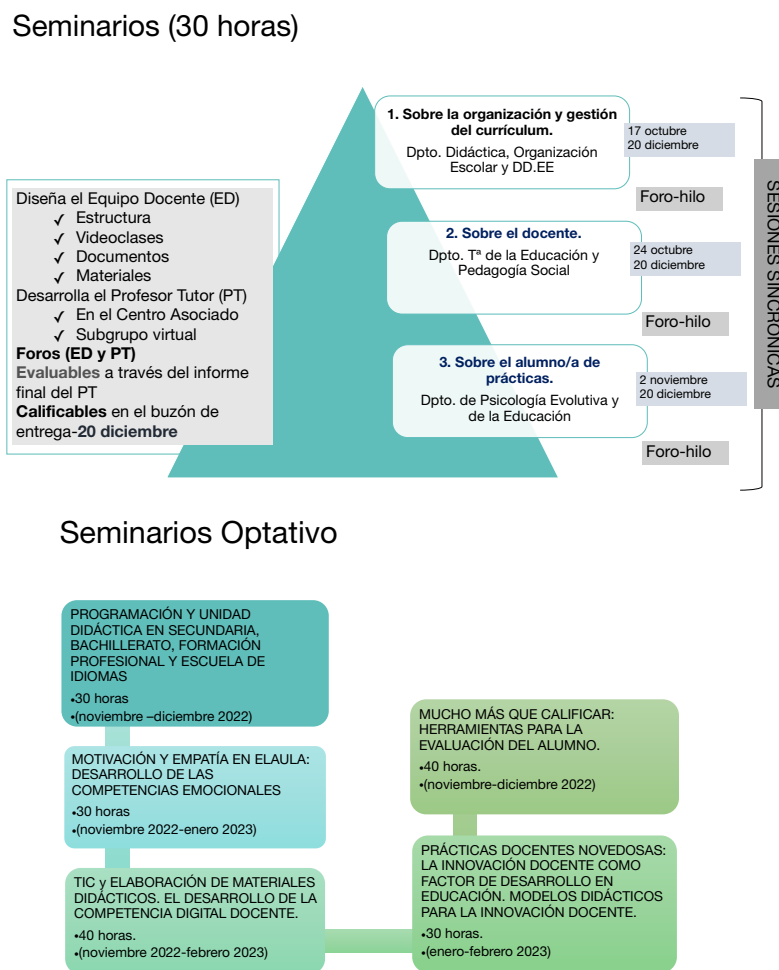 Seminarios (30 horas)
Diseña el Equipo Docente (ED)
✓ Estructura
✓ Videoclases
✓ Documentos
✓ Materiales
Desarrolla el Profesor Tutor (PT)
✓ En el Centro Asociado
✓ Subgrupo virtual
Foros (ED y PT)
Evaluables a través del informe
final del PT
Calificables en el buzón de
entrega-20 diciembre
1. Sobre la organización y gestión
del currículum.
Dpto. Didáctica, Organización
Escolar y DD.EE
17 octubre
20 diciembre
Foro-hilo
2. Sobre el docente.
Dpto. Tª de la Educación y
Pedagogía Social
24 octubre
20 diciembre
Foro-hilo
3. Sobre el alumno/a de
prácticas.
Dpto. de Psicología Evolutiva y
de la Educación
2 noviembre
20 diciembre
Foro-hilo
SESIONES SINCRÓNICAS
Seminarios Optativo
PROGRAMACIÓN Y UNIDAD
DIDÁCTICA EN SECUNDARIA,
BACHILLERATO, FORMACIÓN
PROFESIONAL Y ESCUELA DE
IDIOMAS
•30 horas
•(noviembre –diciembre 2022)
MOTIVACIÓN Y EMPATÍA EN ELAULA:
DESARROLLO DE LAS
COMPETENCIAS EMOCIONALES
•30 horas
•(noviembre 2022-enero 2023)
TIC y ELABORACIÓN DE MATERIALES
DIDÁCTICOS. EL DESARROLLO DE LA
COMPETENCIA DIGITAL DOCENTE.
•40 horas.
•(noviembre 2022-febrero 2023)
MUCHO MÁS QUE CALIFICAR:
HERRAMIENTAS PARA LA
EVALUACIÓN DEL ALUMNO.
•40 horas.
•(noviembre-diciembre 2022)
PRÁCTICAS DOCENTES NOVEDOSAS:
LA INNOVACIÓN DOCENTE COMO
FACTOR DE DESARROLLO EN
EDUCACIÓN. MODELOS DIDÁCTICOS
PARA LA INNOVACIÓN DOCENTE.
•30 horas.
•(enero-febrero 2023)